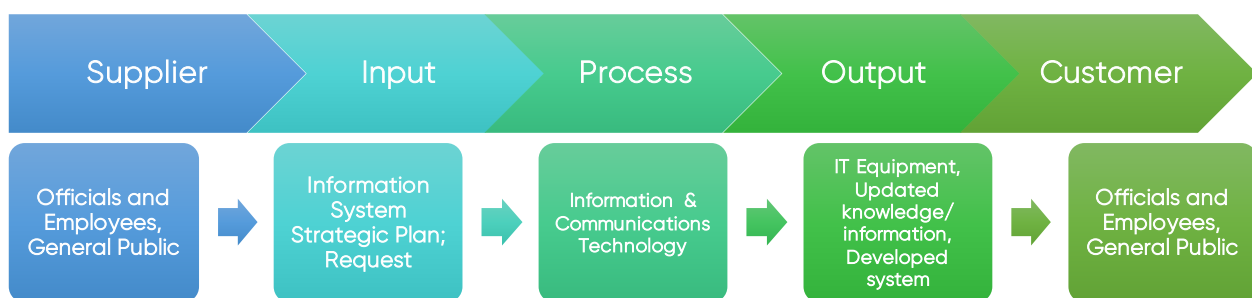 Supplier
Input
Process
Output
Customer
Officials and
Employees,
General Public
Information
System
Strategic Plan;
Request
Information & 
Communications
Technology
IT Equipment,
Updated
knowledge/
information,
Developed
system
Officials and
Employees,
General Public